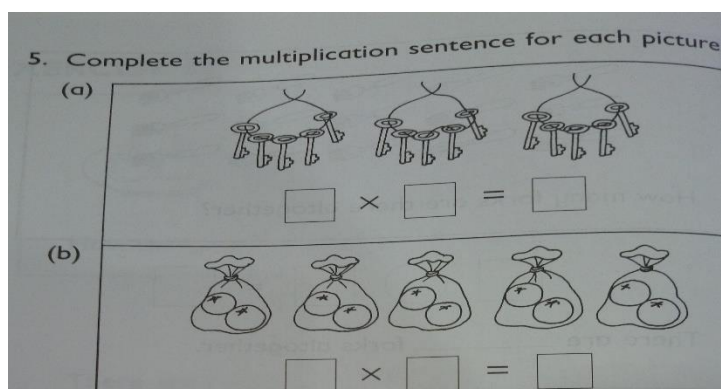 5. Complete the multiplication sentence for each picture
(a)
× =
(b)
× =